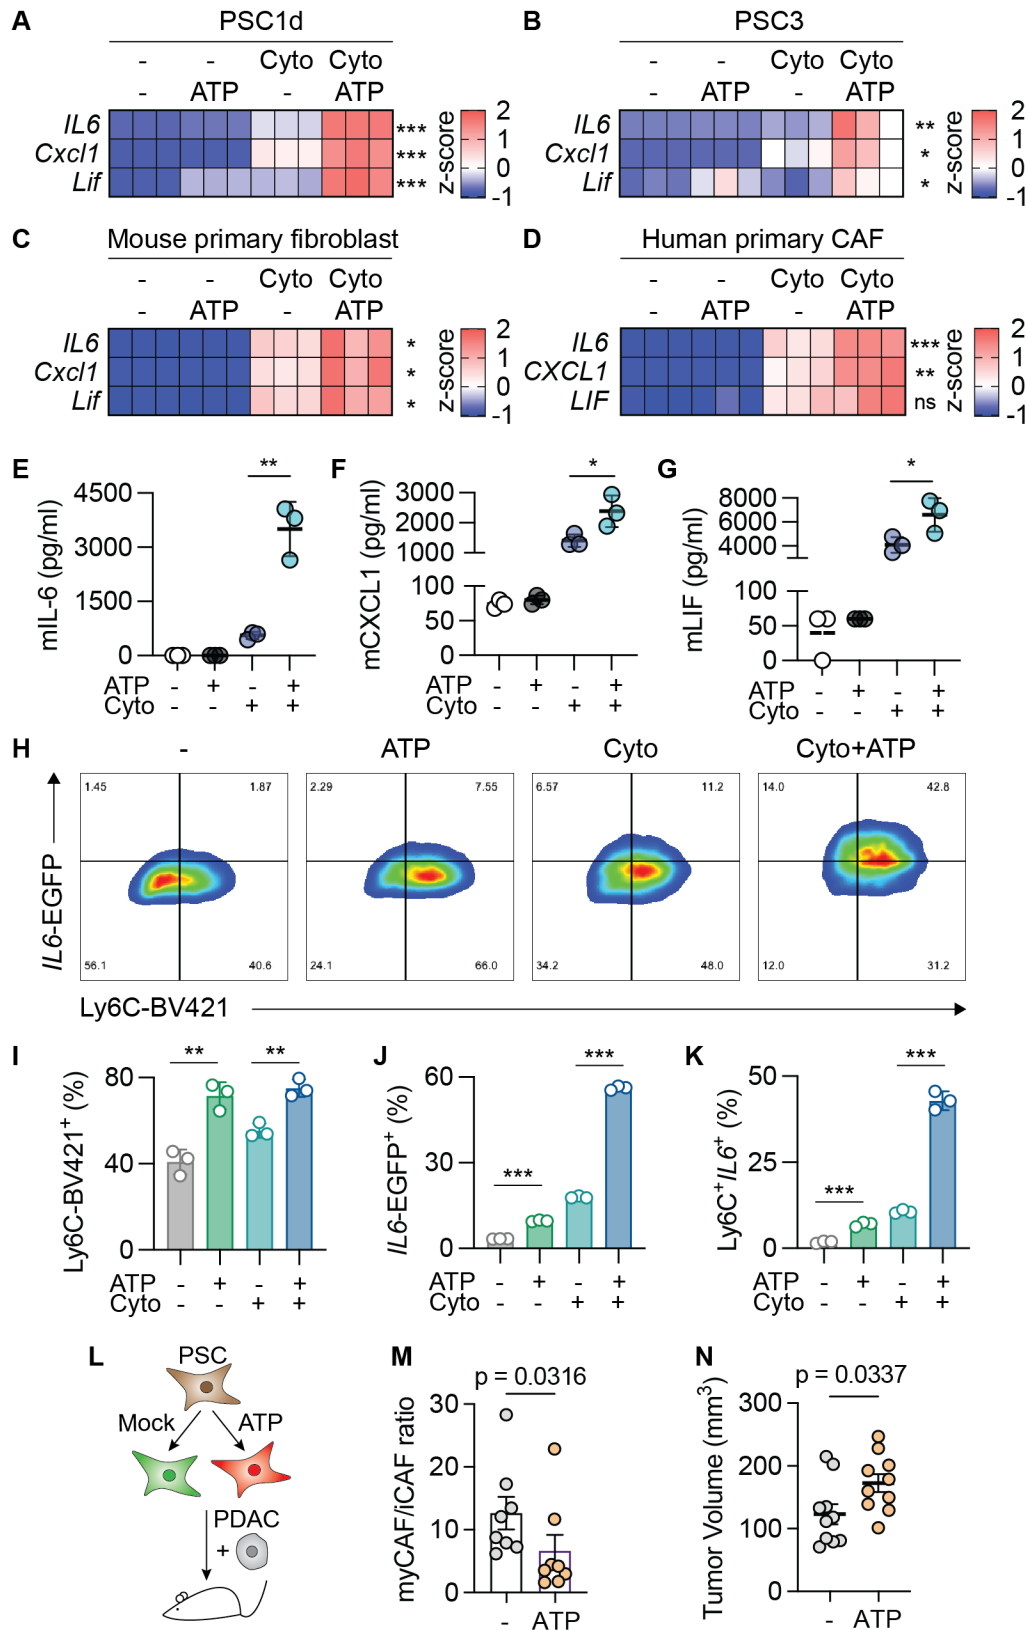 A PSC1d
- - Cyto Cyto
- ATP - ATP
IL6 ***
Cxcl1 ***
Lif ***
z-score
2
1
0
-1
B PSC3
- - Cyto Cyto
- ATP - ATP
IL6 **
Cxcl1 *
Lif *
z-score
2
1
0
-1
C Mouse primary fibroblast
- - Cyto Cyto
- ATP - ATP
IL6 *
Cxcl1 *
Lif *
z-score
2
1
0
-1
D Human primary CAF
- - Cyto Cyto
- ATP - ATP
IL6 ***
CXCL1 **
LIF ns
z-score
2
1
0
-1
E
mIL-6 (pg/ml)
4500
3000
1500
0
**
ATP - + - +
Cyto - - + +
F
mCXCL1 (pg/ml)
3000
2000
1000
100
50
0
*
ATP - + - +
Cyto - - + +
G
mLIF (pg/ml)
8000
6000
4000
100
50
0
*
ATP - + - +
Cyto - - + +
H - ATP Cyto Cyto+ATP
IL6-EGFP
1.45 1.87
56.1 40.6
2.29 7.55
24.1 66.0
6.57 11.2
34.2 48.0
14.0 42.8
12.0 31.2
Ly6C-BV421
I
Ly6C-BV421+ (%)
80
40
0
** **
ATP - + - +
Cyto - - + +
J
IL6-EGFP+ (%)
60
30
0
*** ***
ATP - + - +
Cyto - - + +
K
Ly6C+IL6+ (%)
50
25
0
*** ***
ATP - + - +
Cyto - - + +
L
PSC
Mock ATP
PDAC
+
M
p = 0.0316
myCAF/iCAF ratio
30
20
10
0
- ATP
N
p = 0.0337
Tumor Volume (mm3)
300
200
100
0
- ATP